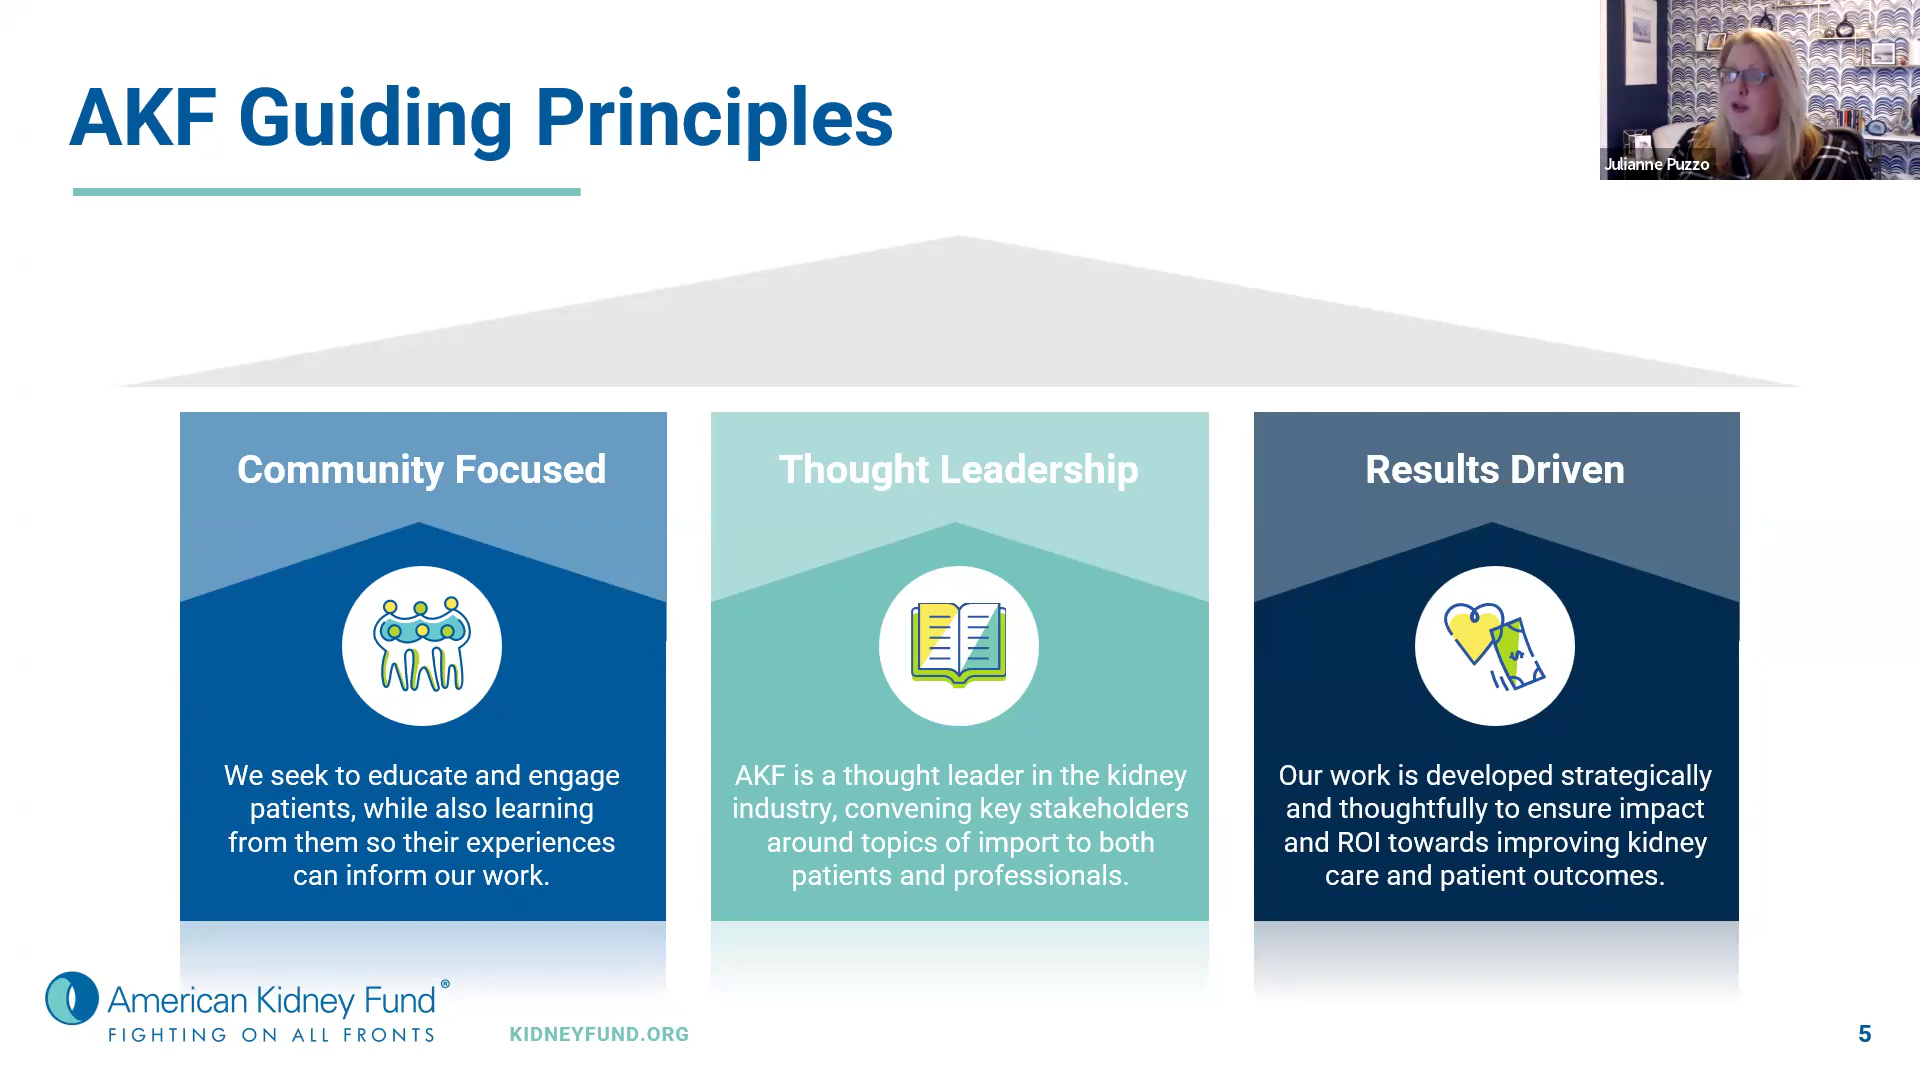 AKF Guiding Principles
Julianne Puzzo
Community Focused
We seek to educate and engage
patients, while also learning
from them so their experiences
can inform our work.
Thought Leadership
AKF is a thought leader in the kidney
industry, convening key stakeholders
around topics of import to both
patients and professionals.
Results Driven
$
Our work is developed strategically
and thoughtfully to ensure impact
and ROI towards improving kidney
care and patient outcomes.
American Kidney Fund®
FIGHTING ON ALL FRONTS
KIDNEYFUND.ORG
5